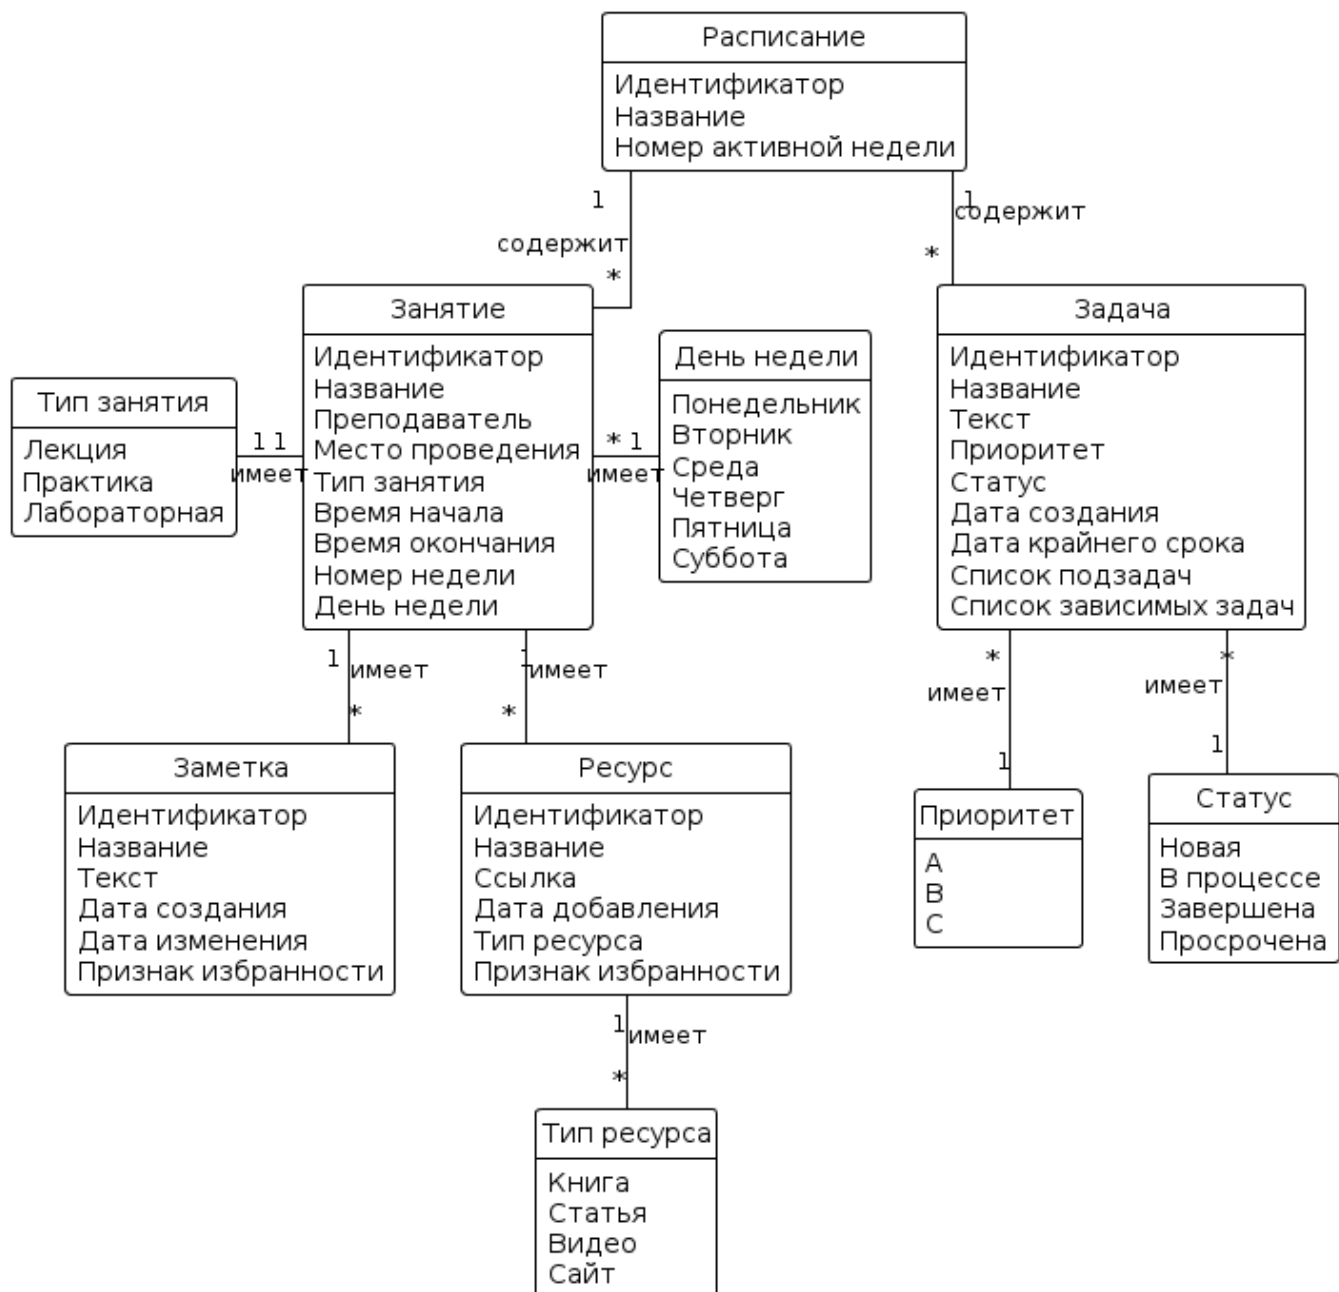 Расписание
Идентификатор
Название
Номер активной недели
1
содержит
*
1
содержит
*
Занятие
Идентификатор
Название
Преподаватель
Место проведения
Тип занятия
Время начала
Время окончания
Номер недели
День недели
Тип занятия
Лекция
Практика
Лабораторная
1 1
имеет
* 1
имеет
День недели
Понедельник
Вторник
Среда
Четверг
Пятница
Суббота
Задача
Идентификатор
Название
Текст
Приоритет
Статус
Дата создания
Дата крайнего срока
Список подзадач
Список зависимых задач
1
имеет
*
1
имеет
*
*
имеет
1
*
имеет
1
Заметка
Идентификатор
Название
Текст
Дата создания
Дата изменения
Признак избранности
Ресурс
Идентификатор
Название
Ссылка
Дата добавления
Тип ресурса
Признак избранности
Приоритет
A
B
C
Статус
Новая
В процессе
Завершена
Просрочена
1
имеет
*
Тип ресурса
Книга
Статья
Видео
Сайт